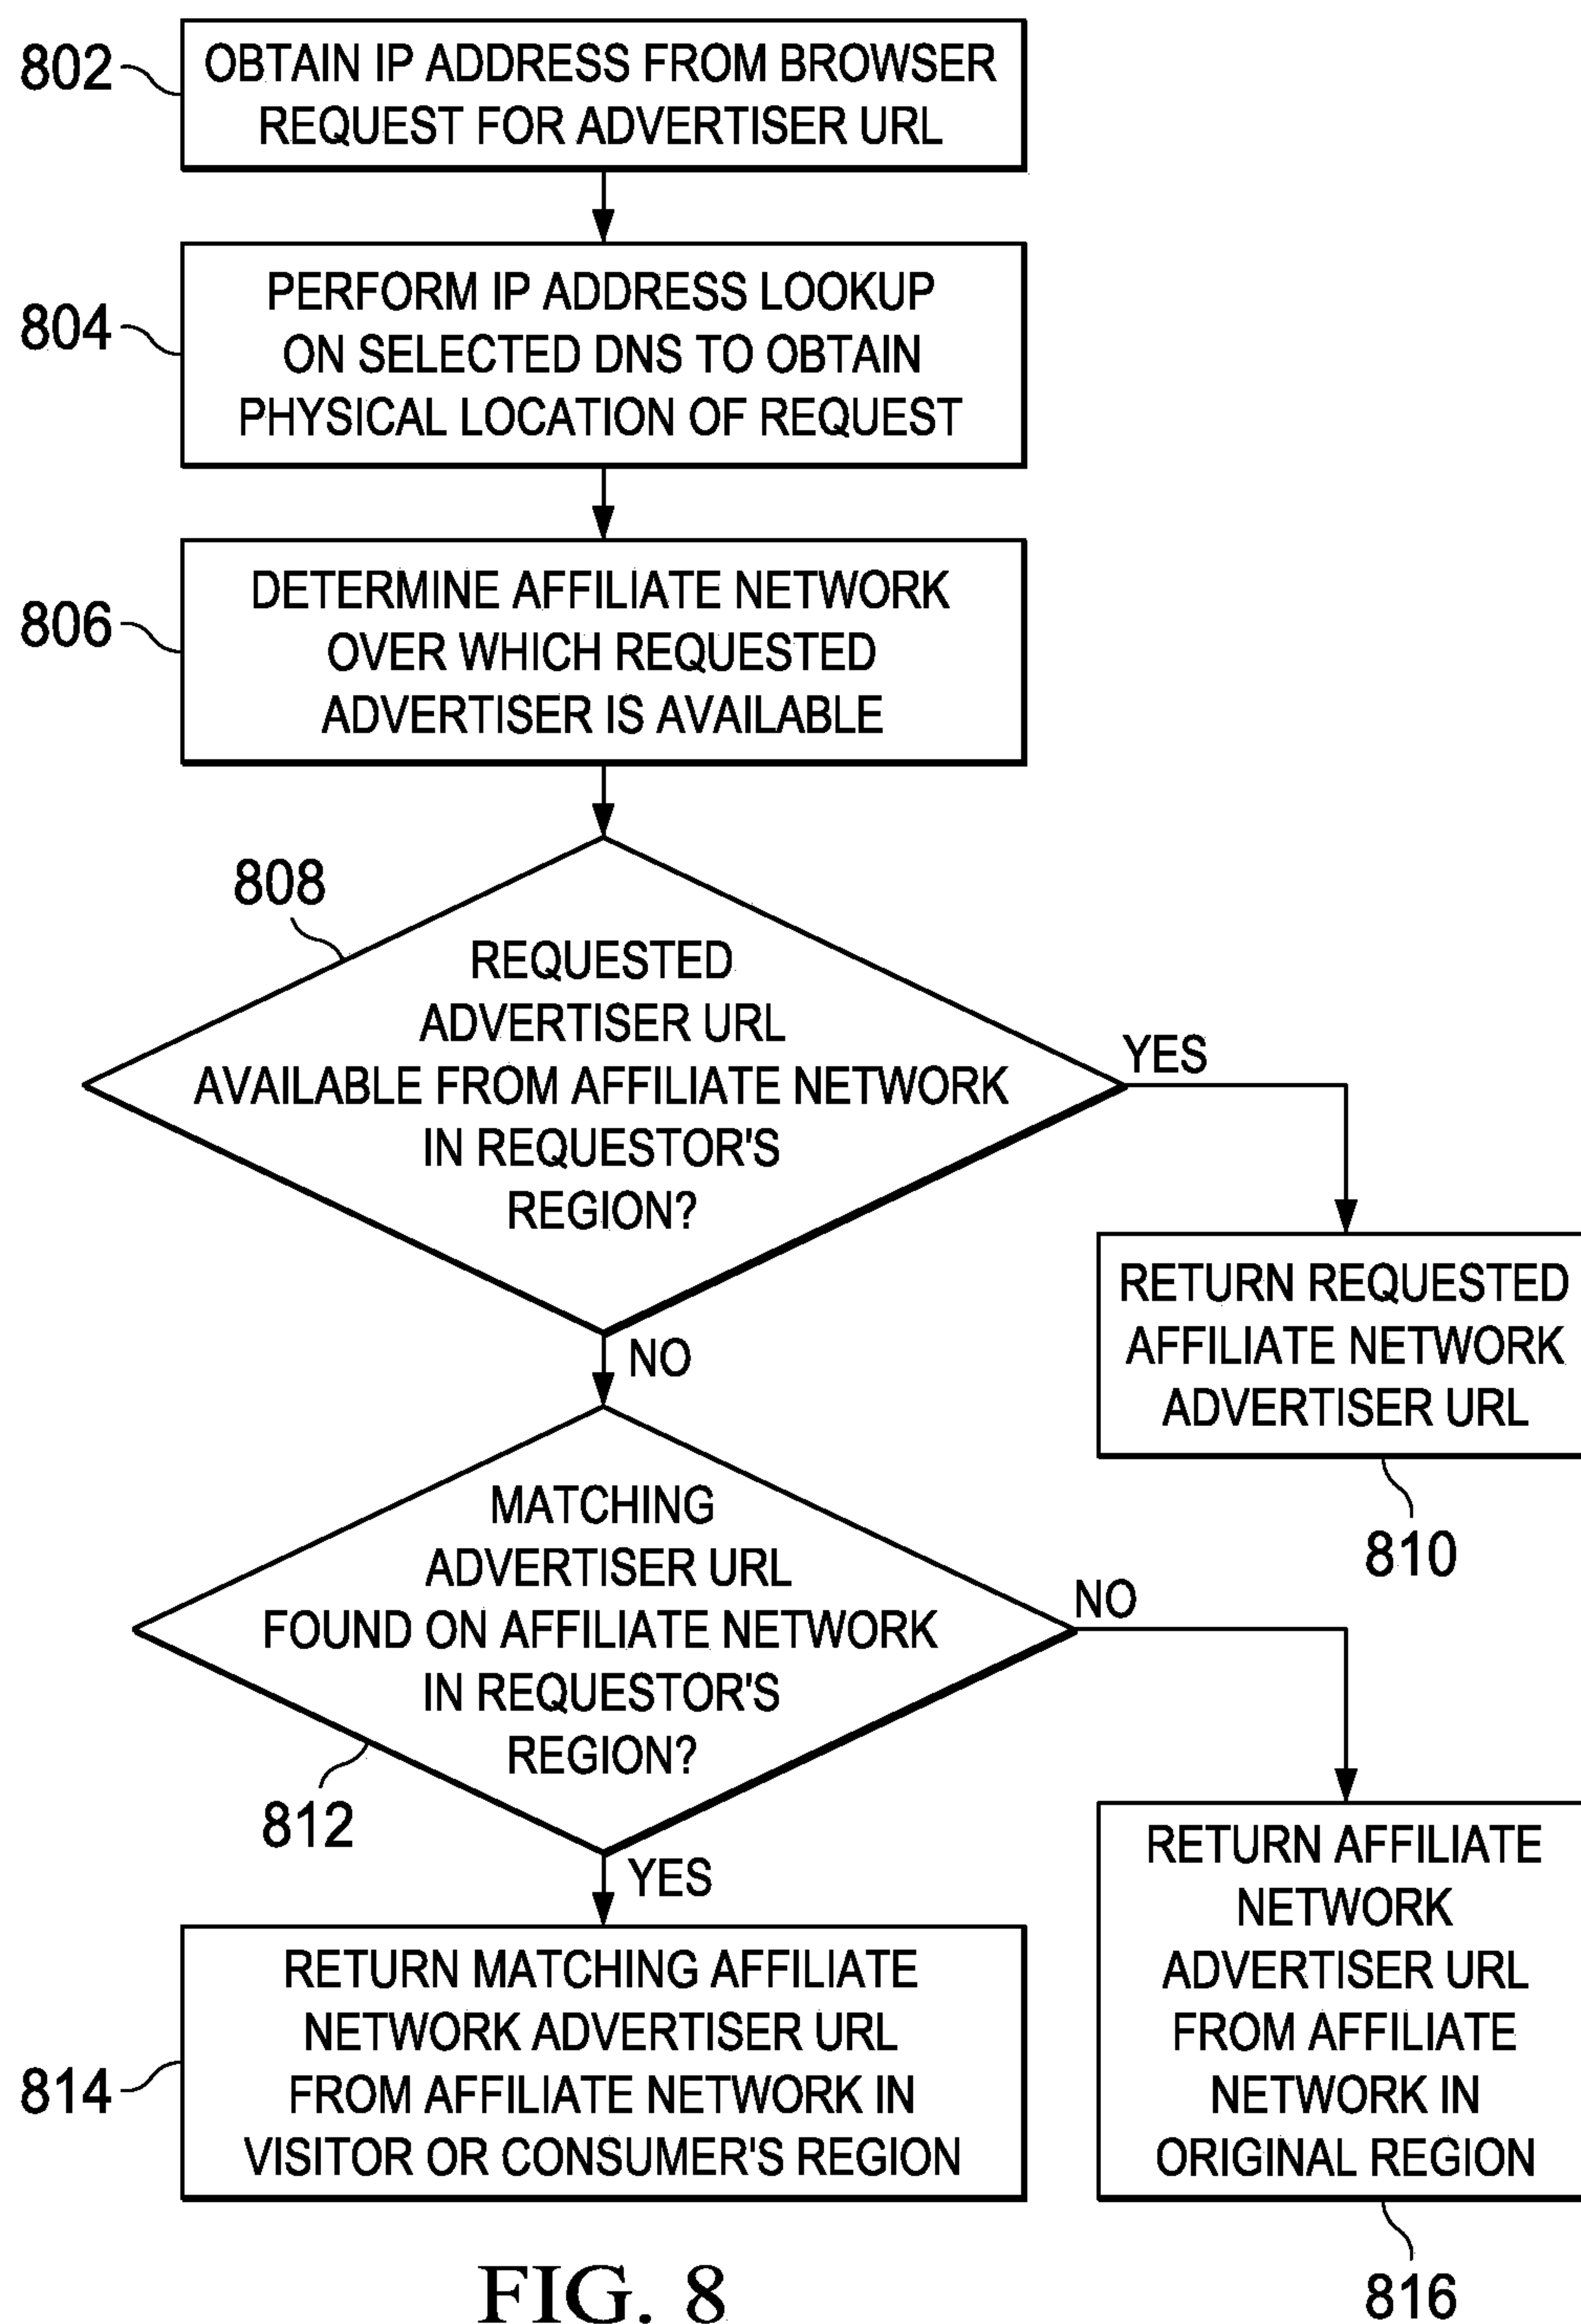 802
OBTAIN IP ADDRESS FROM BROWSER
REQUEST FOR ADVERTISER URL
804
PERFORM IP ADDRESS LOOKUP
ON SELECTED DNS TO OBTAIN
PHYSICAL LOCATION OF REQUEST
806
DETERMINE AFFILIATE NETWORK
OVER WHICH REQUESTED
ADVERTISER IS AVAILABLE
808
REQUESTED
ADVERTISER URL
AVAILABLE FROM AFFILIATE NETWORK
IN REQUESTOR'S
REGION?
YES
NO
RETURN REQUESTED
AFFILIATE NETWORK
ADVERTISER URL
810
MATCHING
ADVERTISER URL
FOUND ON AFFILIATE NETWORK
IN REQUESTOR'S
REGION?
812
NO
YES
814
RETURN MATCHING AFFILIATE
NETWORK ADVERTISER URL
FROM AFFILIATE NETWORK IN
VISITOR OR CONSUMER'S REGION
RETURN AFFILIATE
NETWORK
ADVERTISER URL
FROM AFFILIATE
NETWORK IN
ORIGINAL REGION
816
FIG. 8